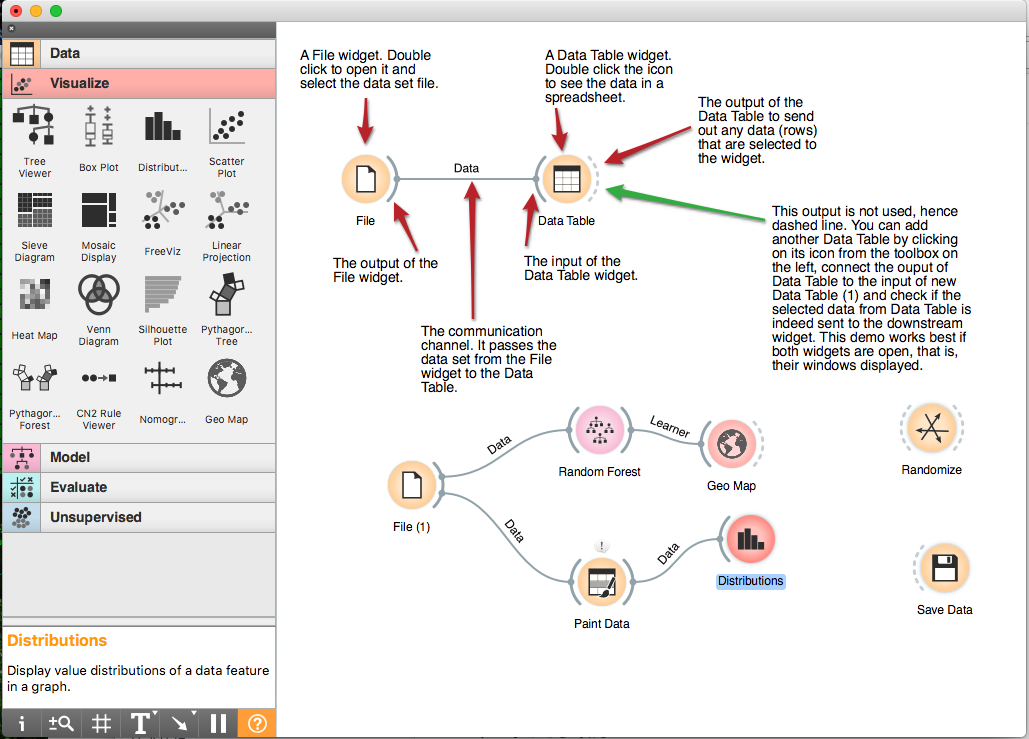 Data
Visualize
Tree
Viewer
Box Plot
Distribut...
Scatter
Plot
Sieve
Diagram
Mosaic
Display
FreeViz
Linear
Projection
Heat Map
Venn
Diagram
Silhouette
Plot
Pythagor...
Tree
Pythagor...
Forest
CN2 Rule
Viewer
Nomogr...
Geo Map
Model
Evaluate
Unsupervised
Distributions
Display value distributions of a data feature
in a graph.
i
±
T
?
A File widget. Double
click to open it and
select the data set file.
A Data Table widget.
Double click the icon
to see the data in a
spreadsheet.
The output of the
Data Table to send
out any data (rows)
that are selected to
the widget.
Data
File
Data Table
The output of the
File widget.
The input of the
Data Table widget.
This output is not used, hence
dashed line. You can add
another Data Table by clicking
on its icon from the toolbox on
the left, connect the ouput of
Data Table to the input of new
Data Table (1) and check if the
selected data from Data Table is
indeed sent to the downstream
widget. This demo works best if
both widgets are open, that is,
their windows displayed.
The communication
channel. It passes the
data set from the File
widget to the Data
Table.
Data
Random Forest
Learner
Geo Map
Randomize
File (1)
Data
!
Paint Data
Data
Distributions
Save Data